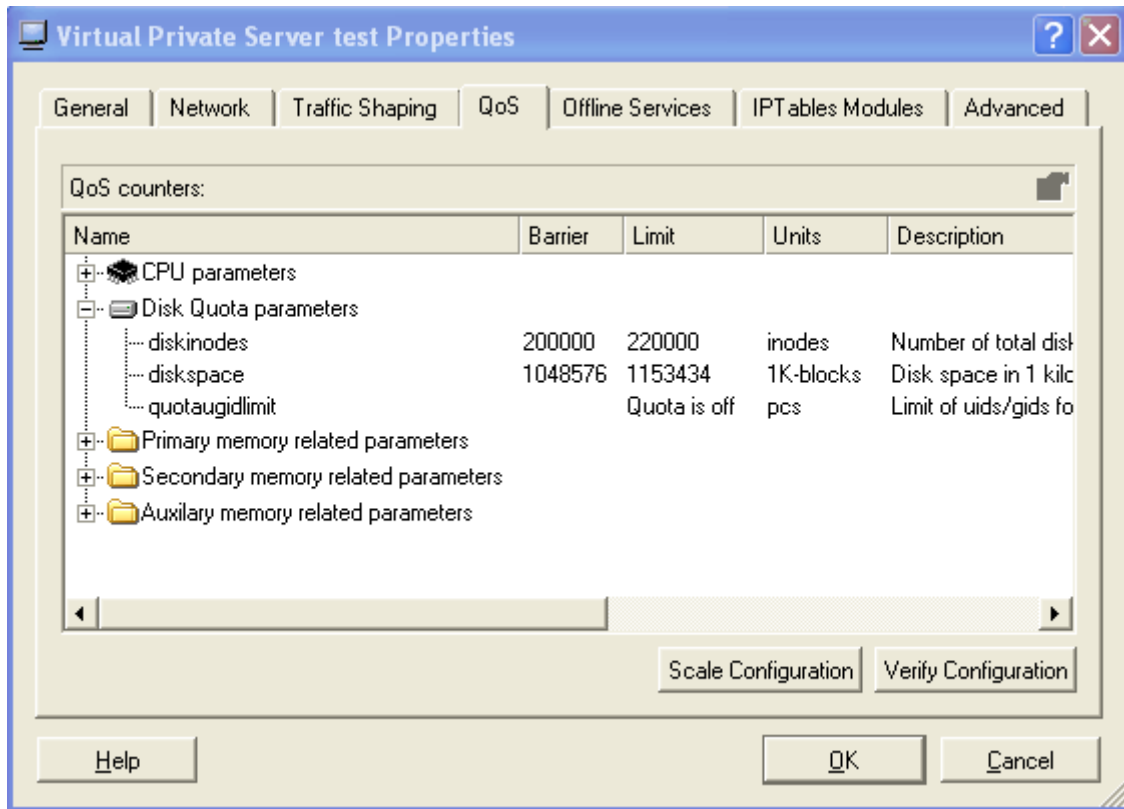 Virtual Private Server test Properties
General Network Traffic Shaping QoS Offline Services IPTables Modules Advanced
QoS counters:
Name Barrier Limit Units Description
CPU parameters
Disk Quota parameters
diskinodes 200000 220000 inodes Number of total disk
diskspace 1048576 1153434 1K-blocks Disk space in 1 kilo
quotaugidlimit Quota is off pcs Limit of uids/gids fo
Primary memory related parameters
Secondary memory related parameters
Auxilary memory related parameters
Scale Configuration Verify Configuration
Help OK Cancel